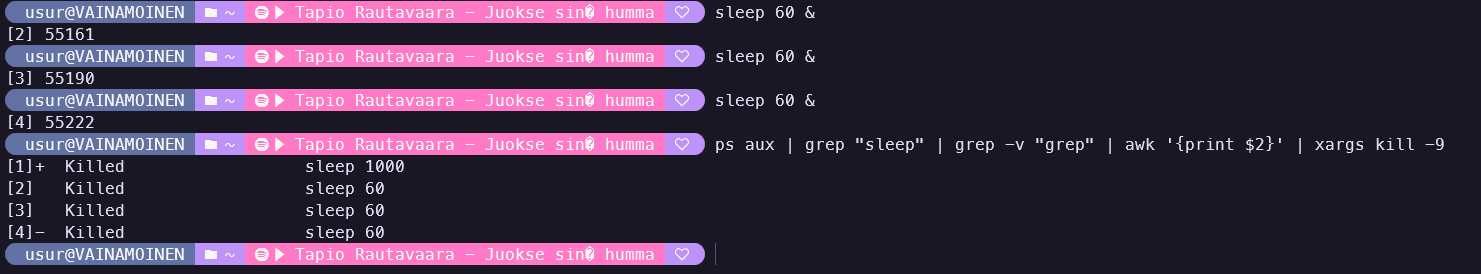 usur@VAINAMOINEN ~ Tapio Rautavaara – Juokse sin� humma sleep 60 &
[2] 55161
usur@VAINAMOINEN ~ Tapio Rautavaara – Juokse sin� humma sleep 60 &
[3] 55190
usur@VAINAMOINEN ~ Tapio Rautavaara – Juokse sin� humma sleep 60 &
[4] 55222
usur@VAINAMOINEN ~ Tapio Rautavaara – Juokse sin� humma ps aux | grep "sleep" | grep -v "grep" | awk '{print $2}' | xargs kill -9
[1]+  Killed                  sleep 1000
[2]   Killed                  sleep 60
[3]   Killed                  sleep 60
[4]-  Killed                  sleep 60
usur@VAINAMOINEN ~ Tapio Rautavaara – Juokse sin� humma